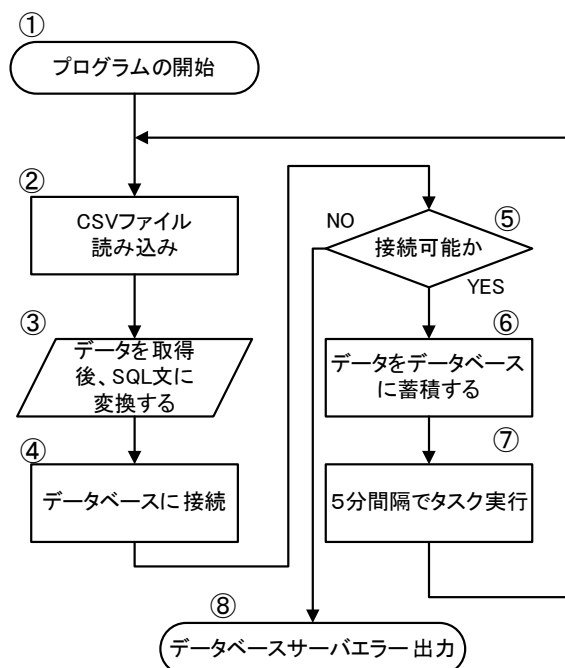 ①
プログラムの開始
②
CSVファイル
読み込み
③
データを取得
後、SQL文に
変換する
④
データベースに接続
⑤
接続可能か
NO
YES
⑥
データをデータベース
に蓄積する
⑦
5分間隔でタスク実行
⑧
データベースサーバエラー出力